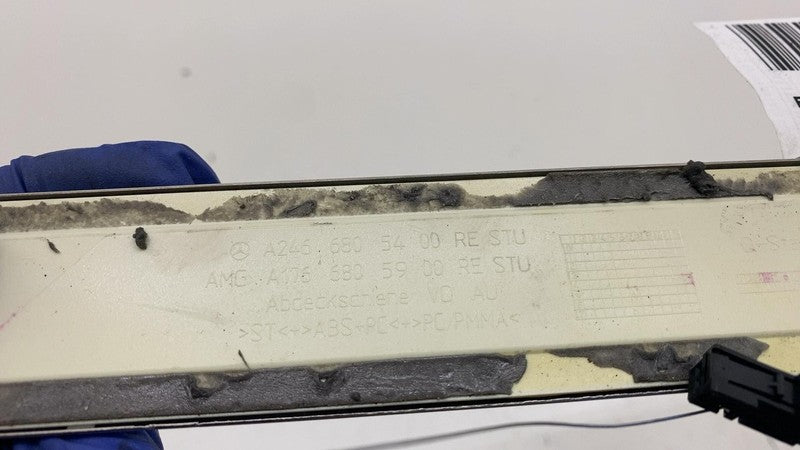 A246 680 54 00 RE STU
AMG A176 680 59 00 RE STU
Abdeckschiene VO AU
>ST<+>ABS+PC<+>PC/PMMA<